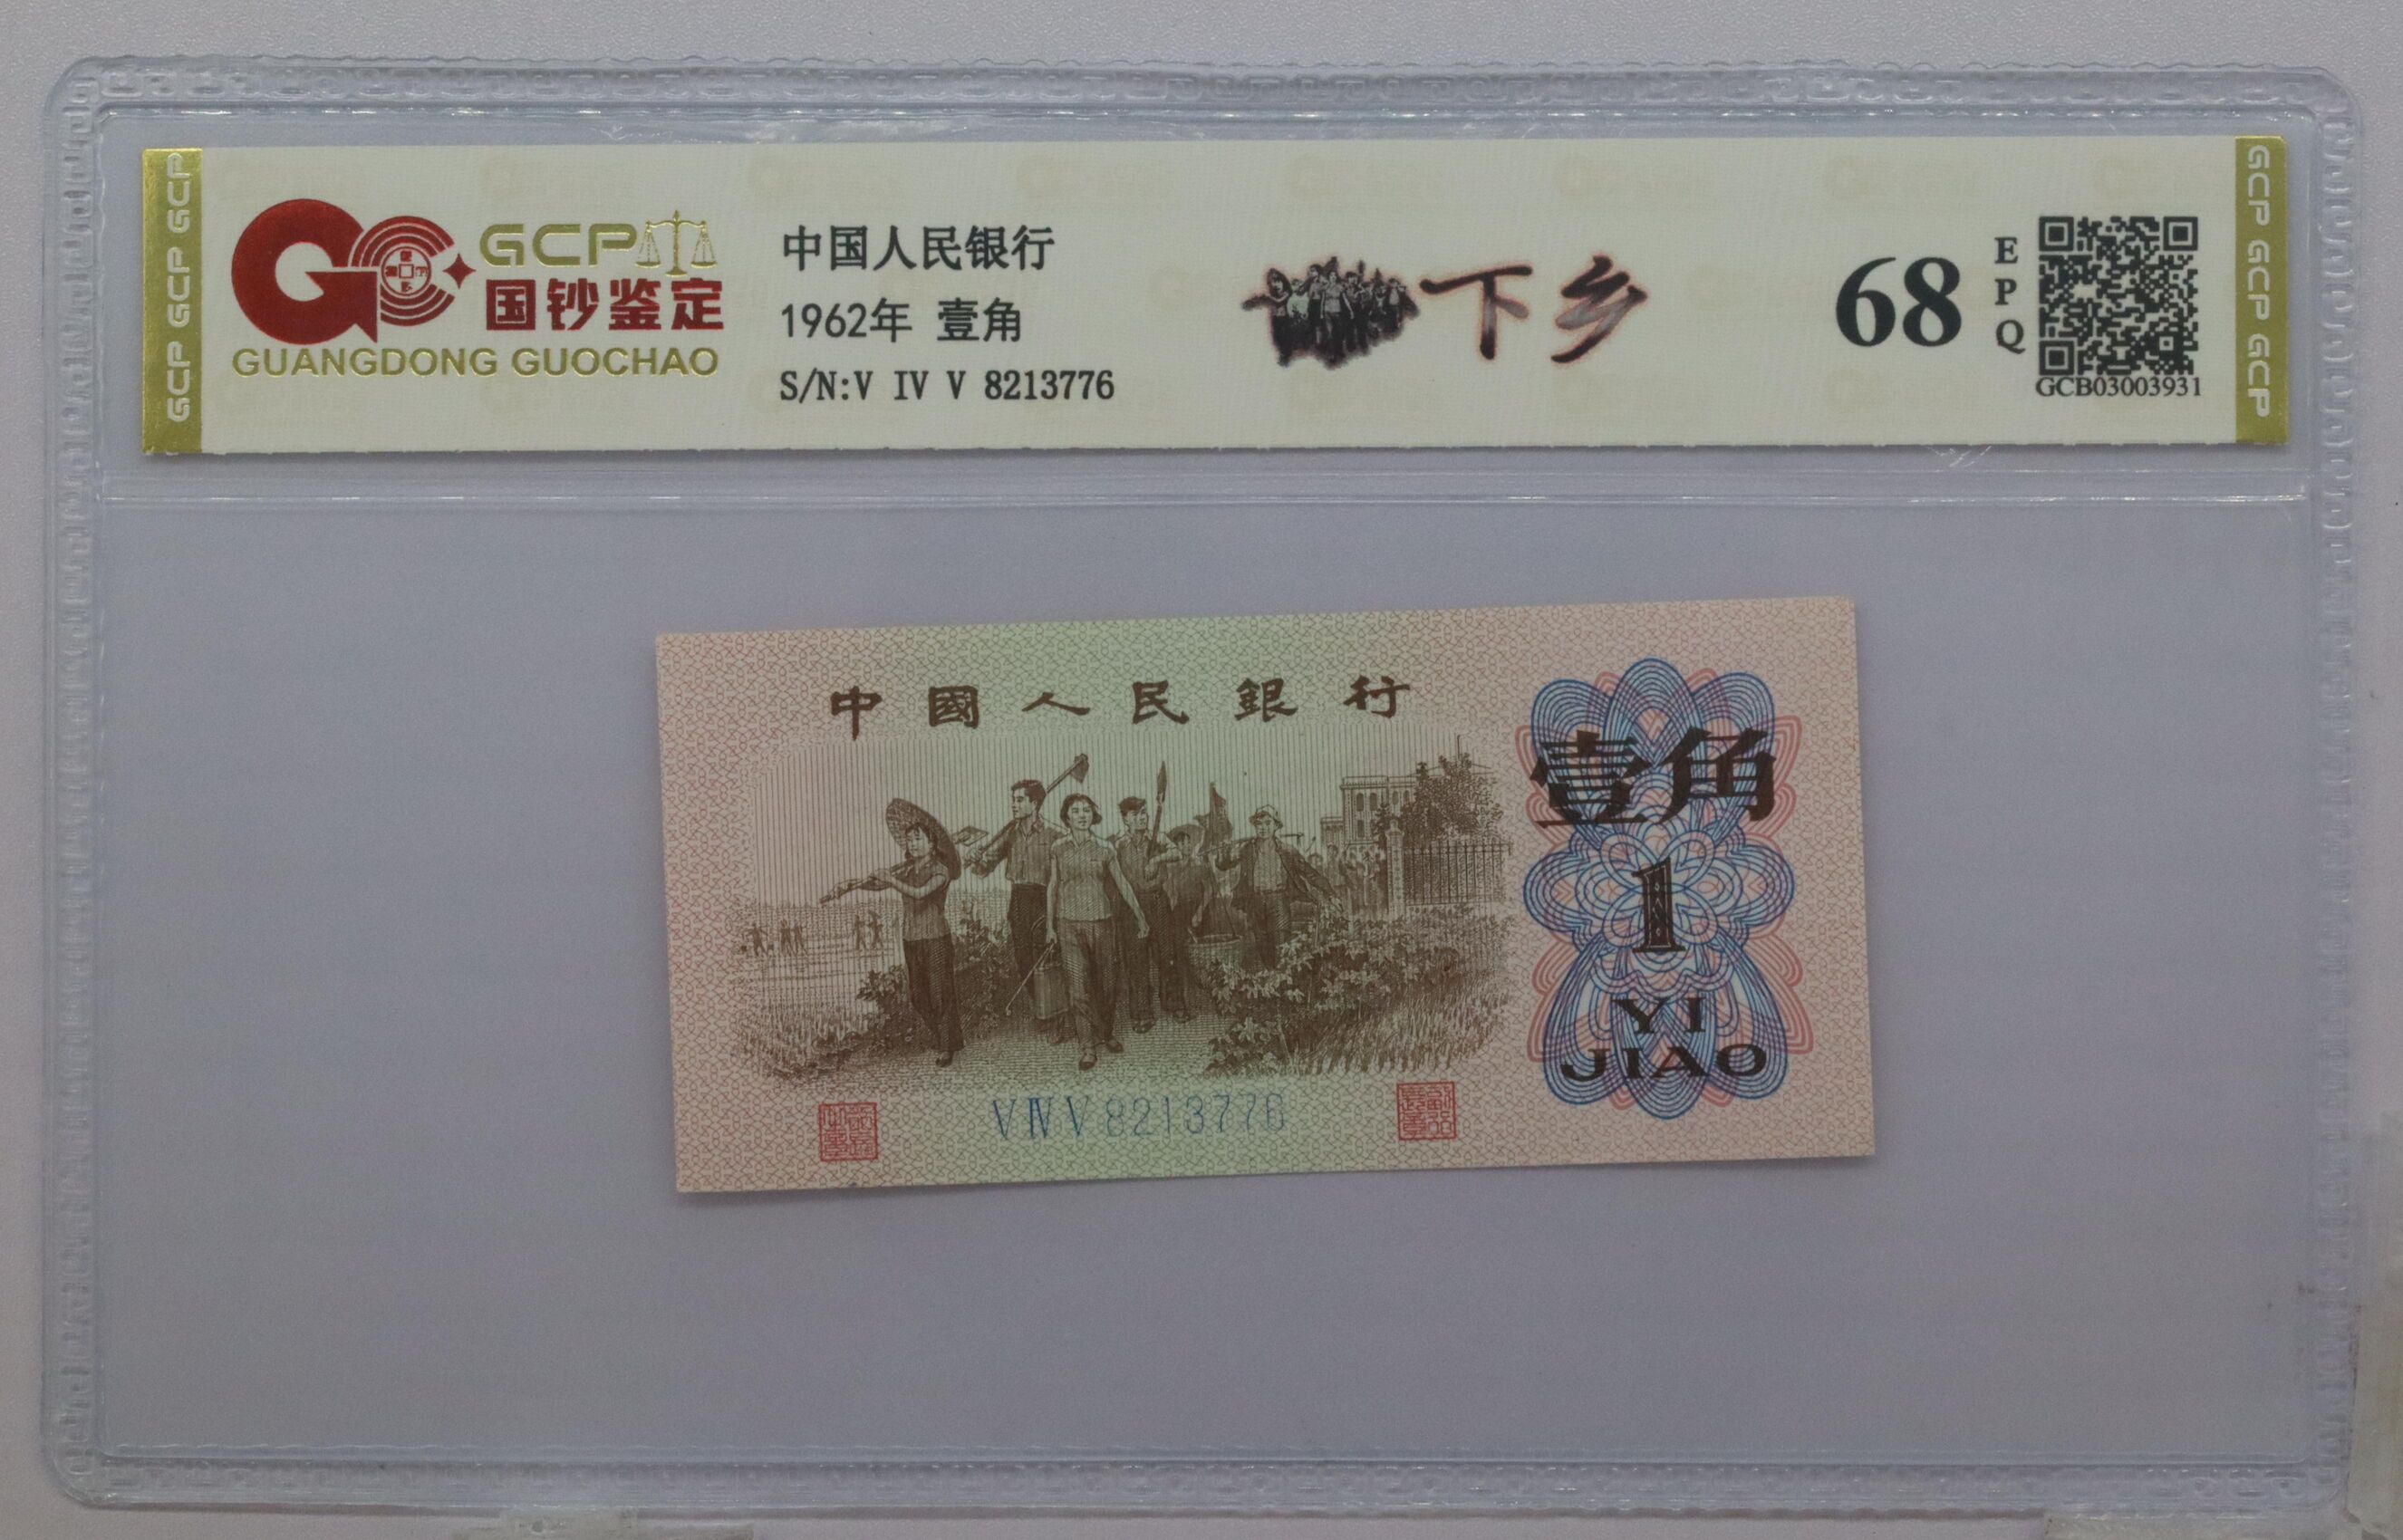 GCP GCP GCP
GCP
国钞鉴定
GUANGDONG GUOCHAO
中国人民银行
1962年 壹角
S/N:V IV V 8213776
下乡
68
EPQ
GCB03003931
GCP GCP GCP
中國人民銀行
壹角
1
YI
JIAO
V IV V 8213776